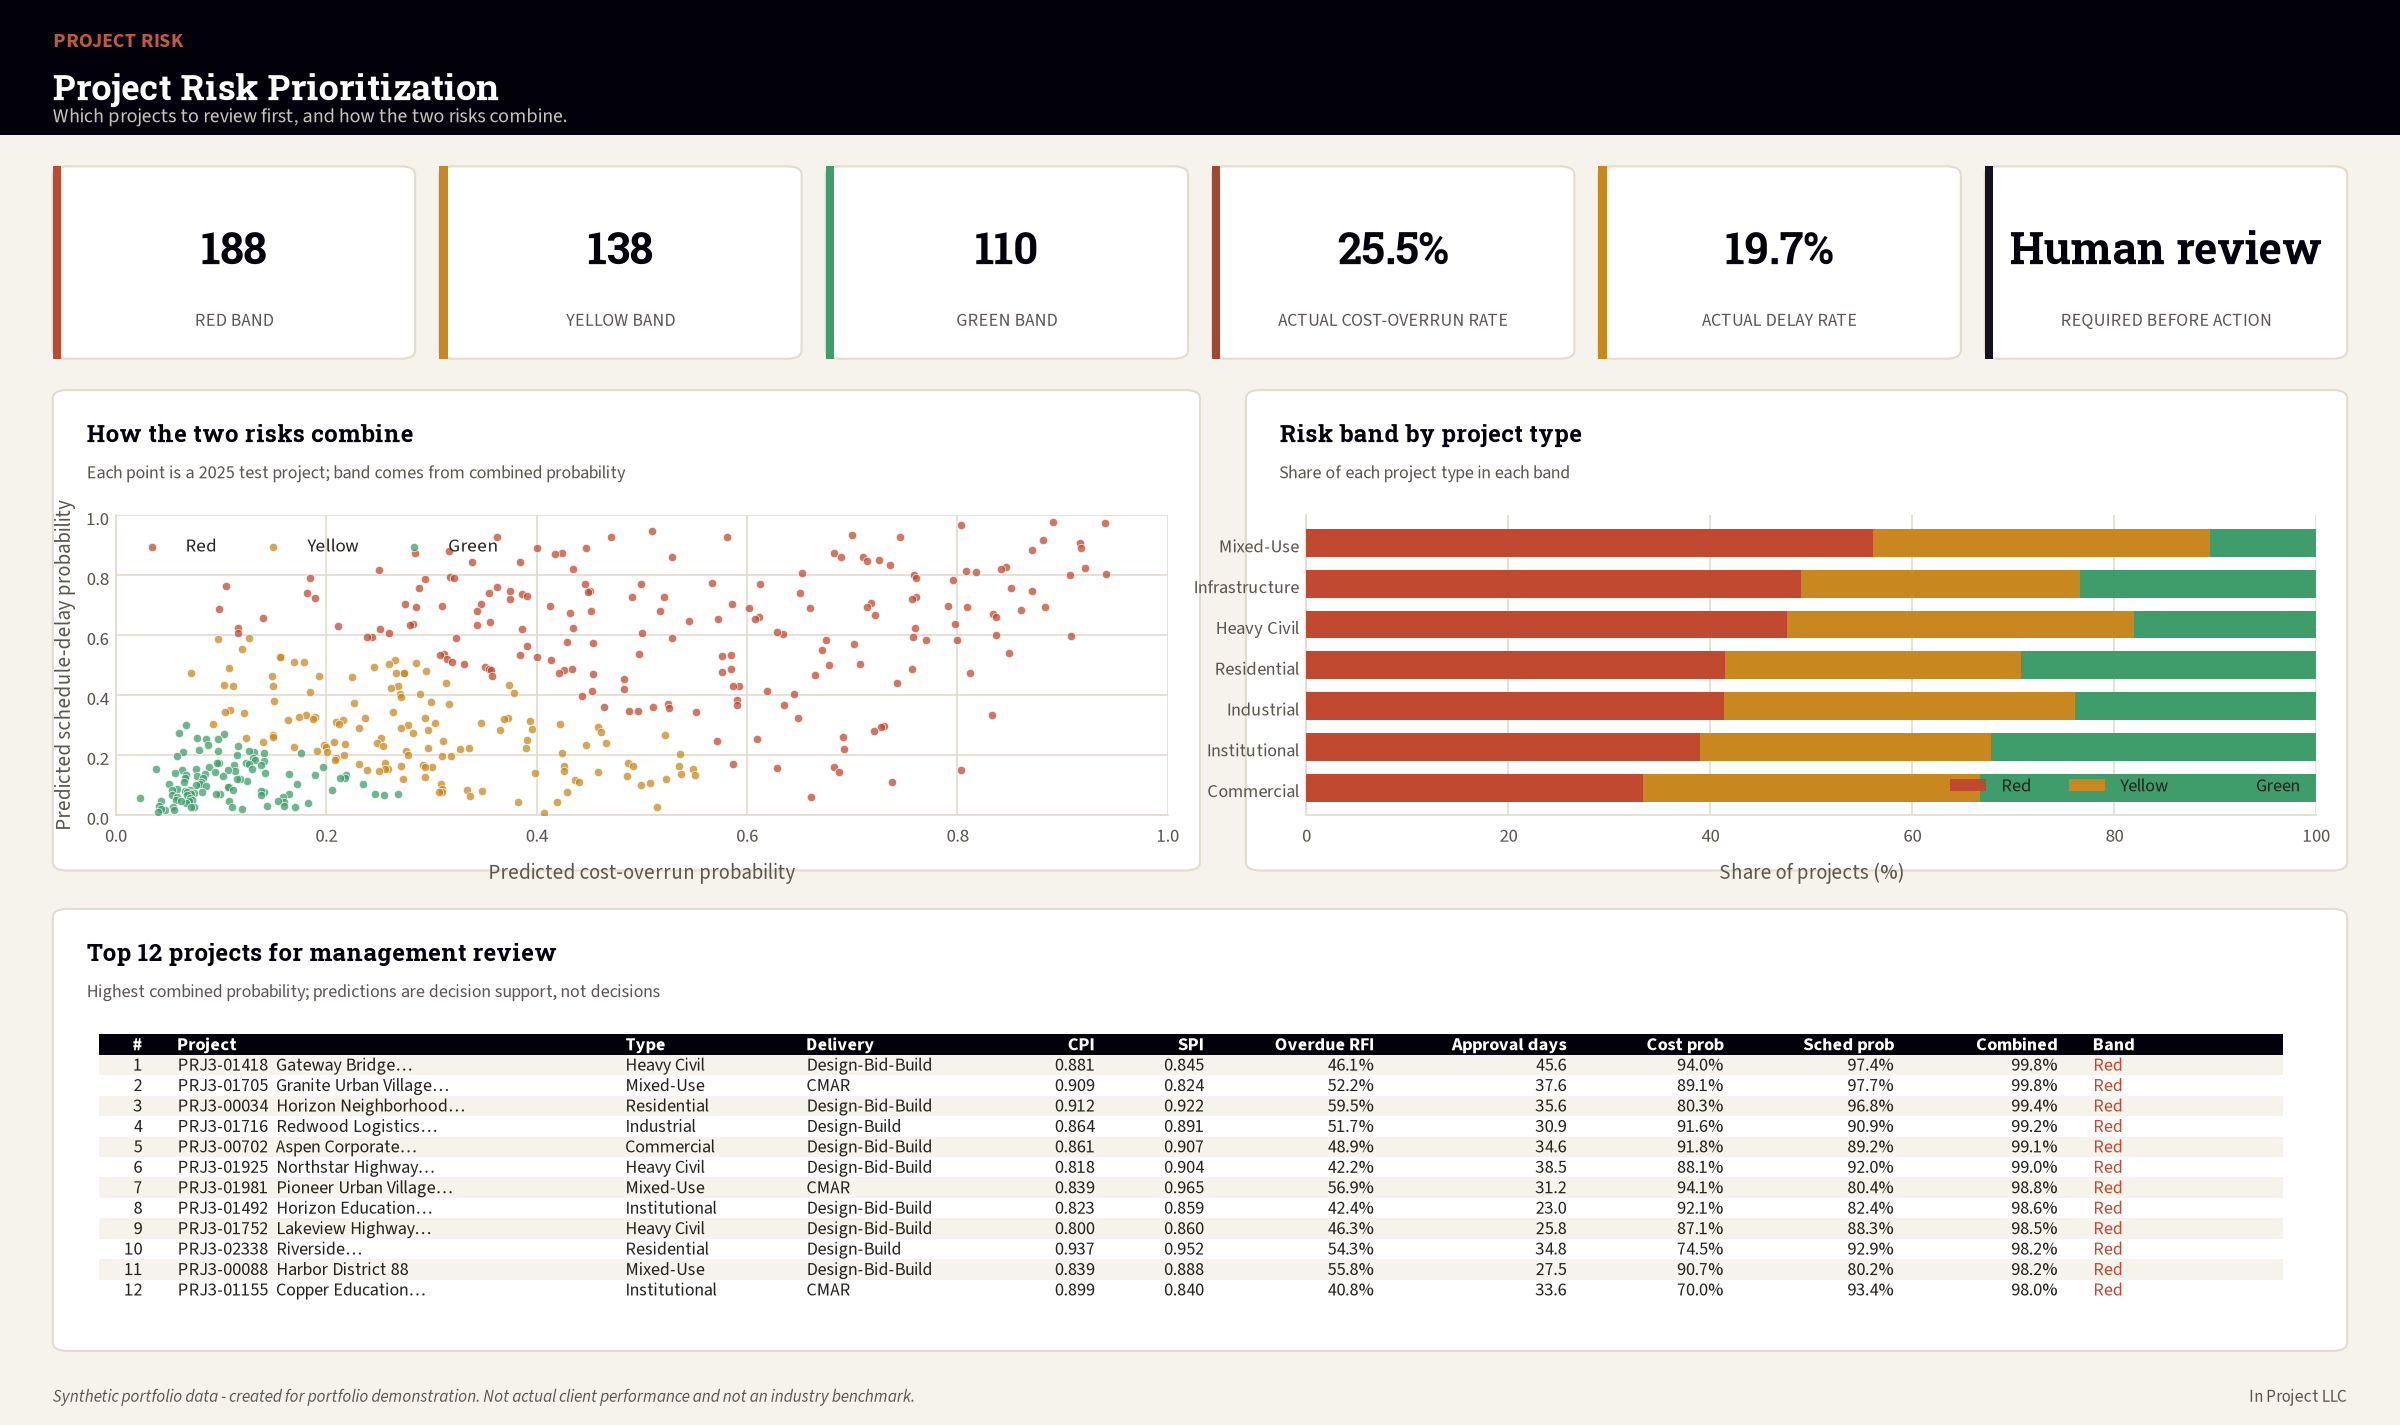 PROJECT RISK
Project Risk Prioritization
Which projects to review first, and how the two risks combine.
188
RED BAND
138
YELLOW BAND
110
GREEN BAND
25.5%
ACTUAL COST-OVERRUN RATE
19.7%
ACTUAL DELAY RATE
Human review
REQUIRED BEFORE ACTION
How the two risks combine
Each point is a 2025 test project; band comes from combined probability
Predicted schedule-delay probability
1.0
0.8
0.6
0.4
0.2
0.0
Red Yellow Green
0.0 0.2 0.4 0.6 0.8 1.0
Predicted cost-overrun probability
Risk band by project type
Share of each project type in each band
Mixed-Use
Infrastructure
Heavy Civil
Residential
Industrial
Institutional
Commercial
Red Yellow Green
0 20 40 60 80 100
Share of projects (%)
Top 12 projects for management review
Highest combined probability; predictions are decision support, not decisions
# Project Type Delivery CPI SPI Overdue RFI Approval days Cost prob Sched prob Combined Band
1 PRJ3-01418 Gateway Bridge… Heavy Civil Design-Bid-Build 0.881 0.845 46.1% 45.6 94.0% 97.4% 99.8% Red
2 PRJ3-01705 Granite Urban Village… Mixed-Use CMAR 0.909 0.824 52.2% 37.6 89.1% 97.7% 99.8% Red
3 PRJ3-00034 Horizon Neighborhood… Residential Design-Bid-Build 0.912 0.922 59.5% 35.6 80.3% 96.8% 99.4% Red
4 PRJ3-01716 Redwood Logistics… Industrial Design-Build 0.864 0.891 51.7% 30.9 91.6% 90.9% 99.2% Red
5 PRJ3-00702 Aspen Corporate… Commercial Design-Bid-Build 0.861 0.907 48.9% 34.6 91.8% 89.2% 99.1% Red
6 PRJ3-01925 Northstar Highway… Heavy Civil Design-Bid-Build 0.818 0.904 42.2% 38.5 88.1% 92.0% 99.0% Red
7 PRJ3-01981 Pioneer Urban Village… Mixed-Use CMAR 0.839 0.965 56.9% 31.2 94.1% 80.4% 98.8% Red
8 PRJ3-01492 Horizon Education… Institutional Design-Bid-Build 0.823 0.859 42.4% 23.0 92.1% 82.4% 98.6% Red
9 PRJ3-01752 Lakeview Highway… Heavy Civil Design-Bid-Build 0.800 0.860 46.3% 25.8 87.1% 88.3% 98.5% Red
10 PRJ3-02338 Riverside… Residential Design-Build 0.937 0.952 54.3% 34.8 74.5% 92.9% 98.2% Red
11 PRJ3-00088 Harbor District 88 Mixed-Use Design-Bid-Build 0.839 0.888 55.8% 27.5 90.7% 80.2% 98.2% Red
12 PRJ3-01155 Copper Education… Institutional CMAR 0.899 0.840 40.8% 33.6 70.0% 93.4% 98.0% Red
Synthetic portfolio data - created for portfolio demonstration. Not actual client performance and not an industry benchmark.
In Project LLC